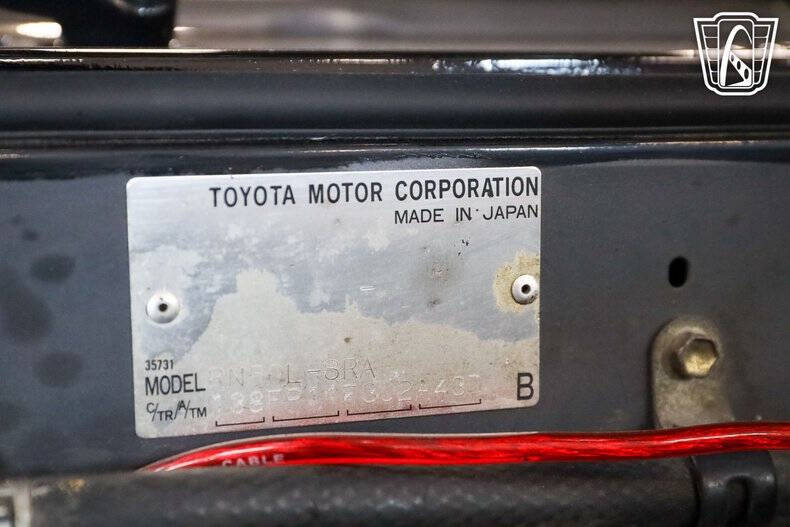 TOYOTA MOTOR CORPORATION
MADE IN JAPAN
35731
MODEL
C/TR/A/TM
B
CABLE